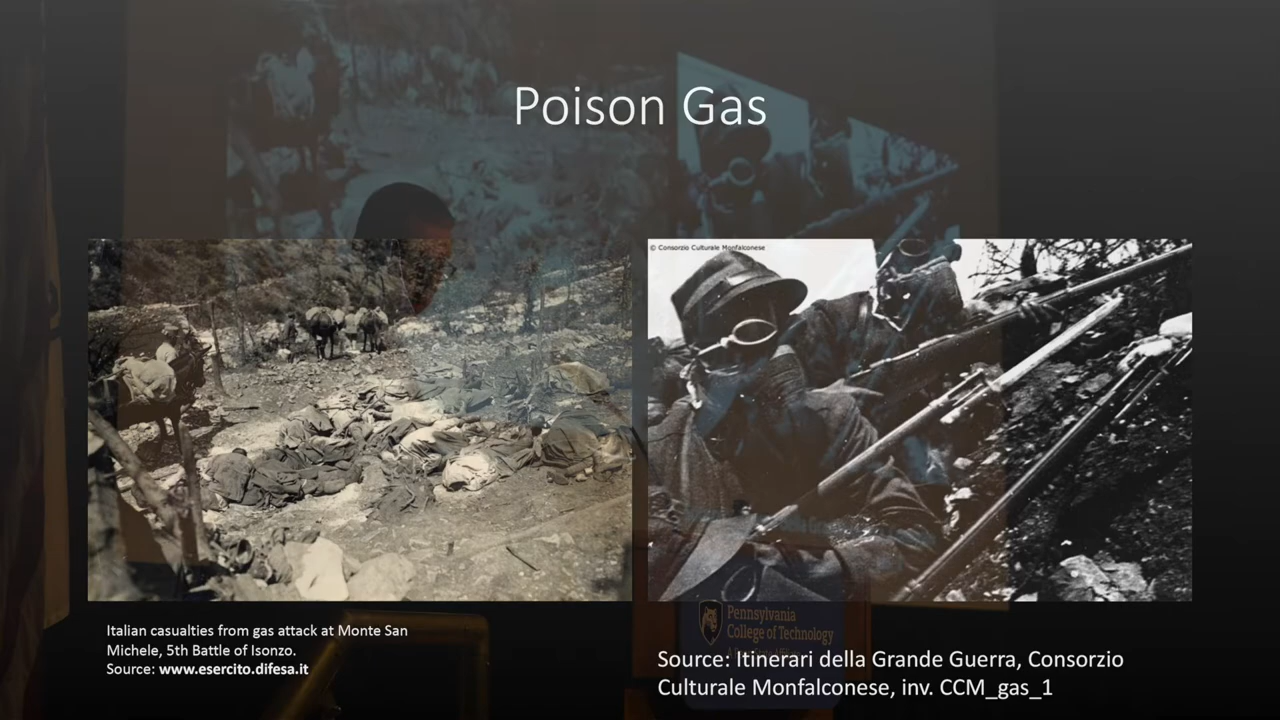 Poison Gas
© Consorzio Culturale Monfalconese
Italian casualties from gas attack at Monte San
Michele, 5th Battle of Isonzo.
Source: www.esercito.difesa.it
Pennsylvania
College of Technology
Source: Itinerari della Grande Guerra, Consorzio
Culturale Monfalconese, inv. CCM_gas_1